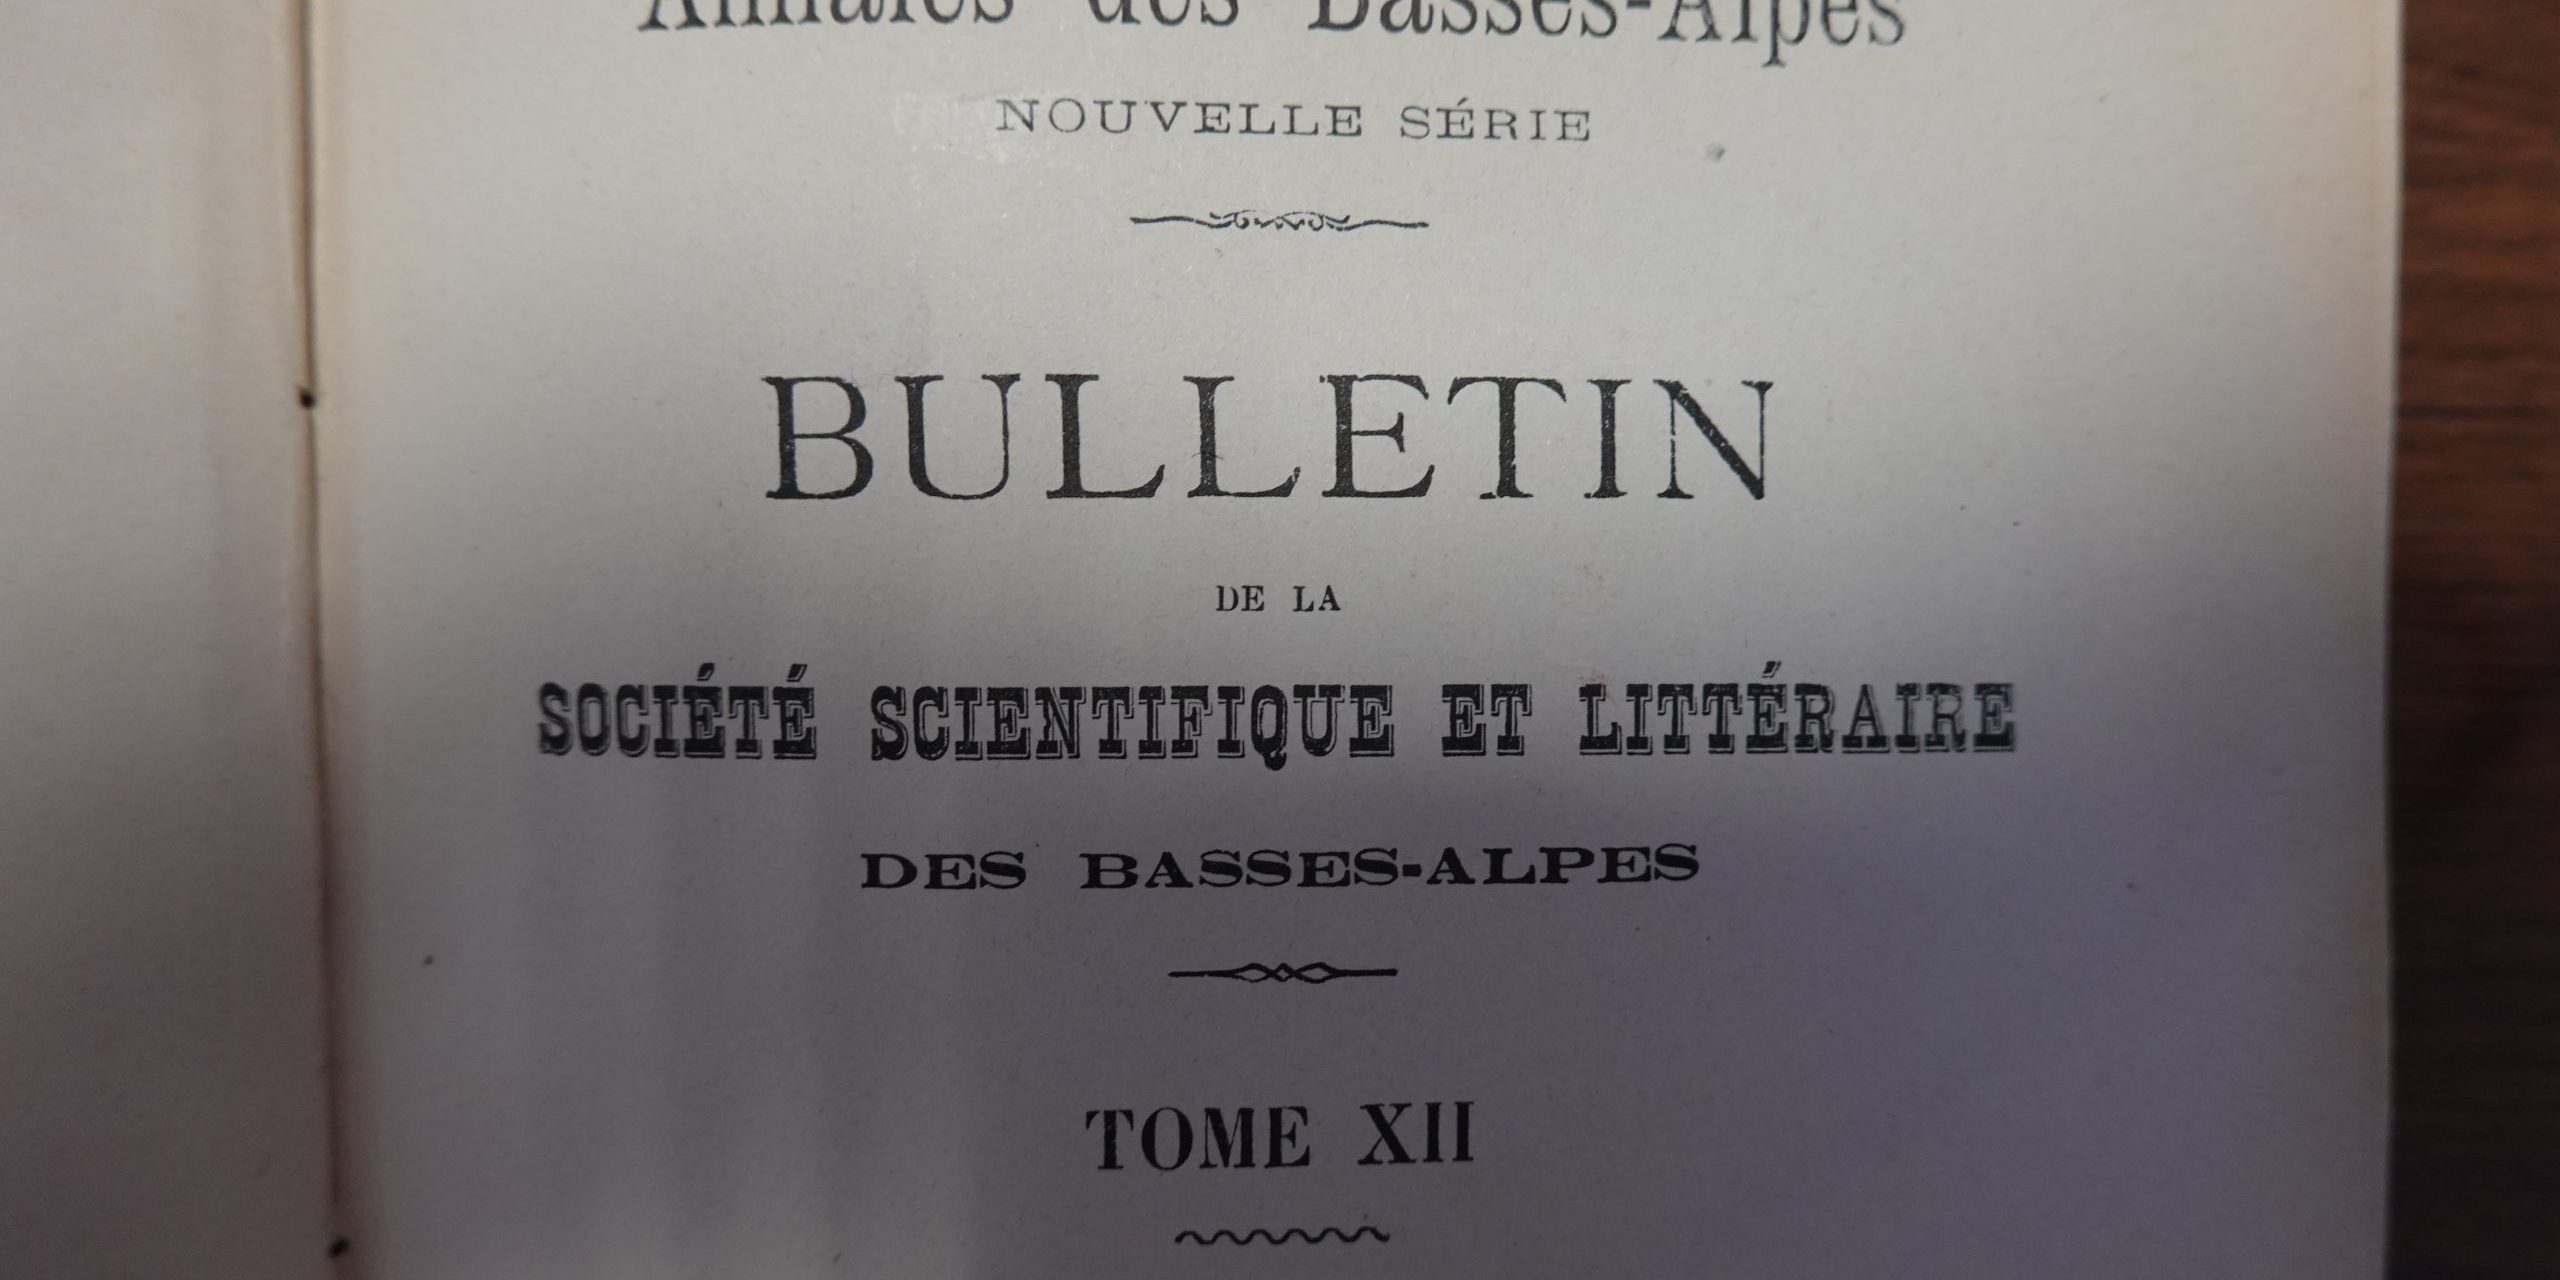 Annales des Basses-Alpes
NOUVELLE SÉRIE
BULLETIN
DE LA
SOCIÉTÉ SCIENTIFIQUE ET LITTÉRAIRE
DES BASSES-ALPES
TOME XII